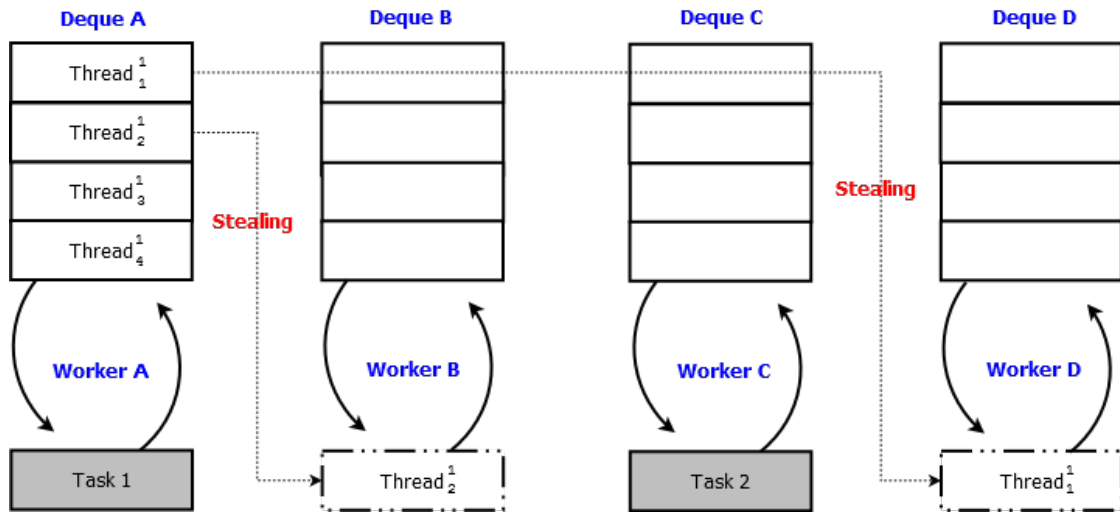 Deque A Deque B Deque C Deque D
Thread 1 1
Thread 1 2
Thread 1 3
Stealing Stealing
Thread 1 4
Worker A Worker B Worker C Worker D
Task 1 Thread 1 2 Task 2 Thread 1 1